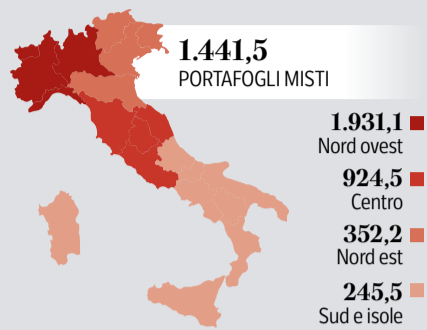 1.441,5
PORTAFOGLI MISTI
1.931,1
Nord ovest
924,5
Centro
352,2
Nord est
245,5
Sud e isole